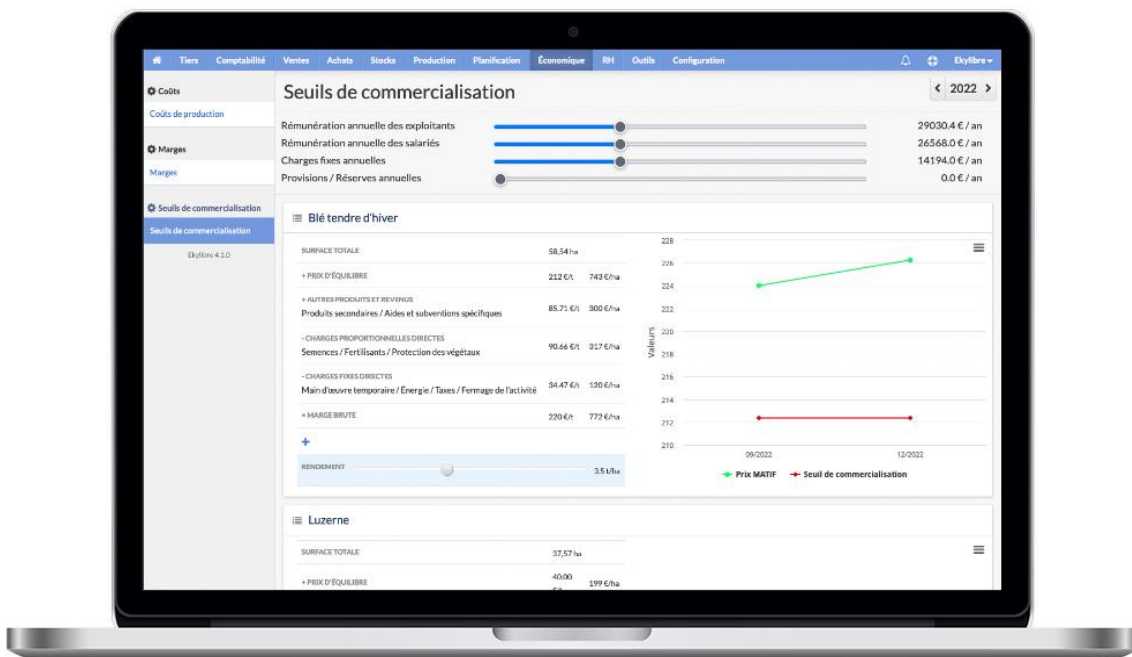 Tiers Comptabilité Ventes Achats Stocks Production Planification Économique RH Outils Configuration Ekylibre
Coûts
Coûts de production
Marges
Marges
Seuils de commercialisation
Seuils de commercialisation
Ekylibre 4.1.0
Seuils de commercialisation
2022
Rémunération annuelle des exploitants 29030.4 € / an
Rémunération annuelle des salariés 26568.0 € / an
Charges fixes annuelles 14194.0 € / an
Provisions / Réserves annuelles 0.0 € / an
Blé tendre d'hiver
SURFACE TOTALE 58,54 ha
+ PRIX D'ÉQUILIBRE 212 €/t 743 €/ha
+ AUTRES PRODUITS ET REVENUS
Produits secondaires / Aides et subventions spécifiques 85.71 €/t 300 €/ha
- CHARGES PROPORTIONNELLES DIRECTES
Semences / Fertilisants / Protection des végétaux 90.66 €/t 317 €/ha
- CHARGES FIXES DIRECTES
Main d'œuvre temporaire / Énergie / Taxes / Fermage de l'activité 34.47 €/t 120 €/ha
= MARGE BRUTE 220 €/t 772 €/ha
+
RENDEMENT 3.5 t/ha
228
226
224
222
220
218
216
214
212
210
Valeurs
09/2022 12/2022
Prix MATIF Seuil de commercialisation
Luzerne
SURFACE TOTALE 37,57 ha
+ PRIX D'ÉQUILIBRE 40.00 199 €/ha